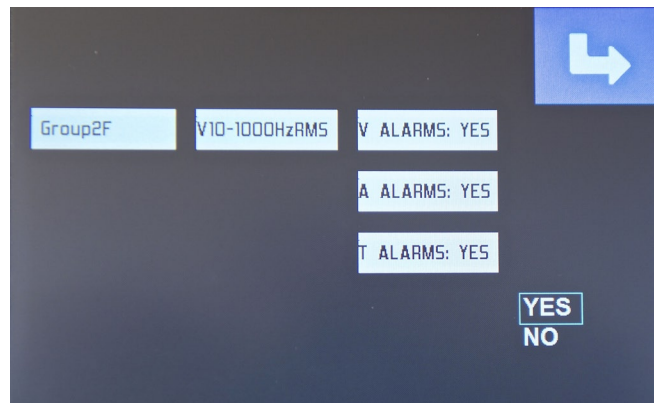 Group2F
V10-1000HzRMS
V ALARMS: YES
A ALARMS: YES
T ALARMS: YES
YES
NO